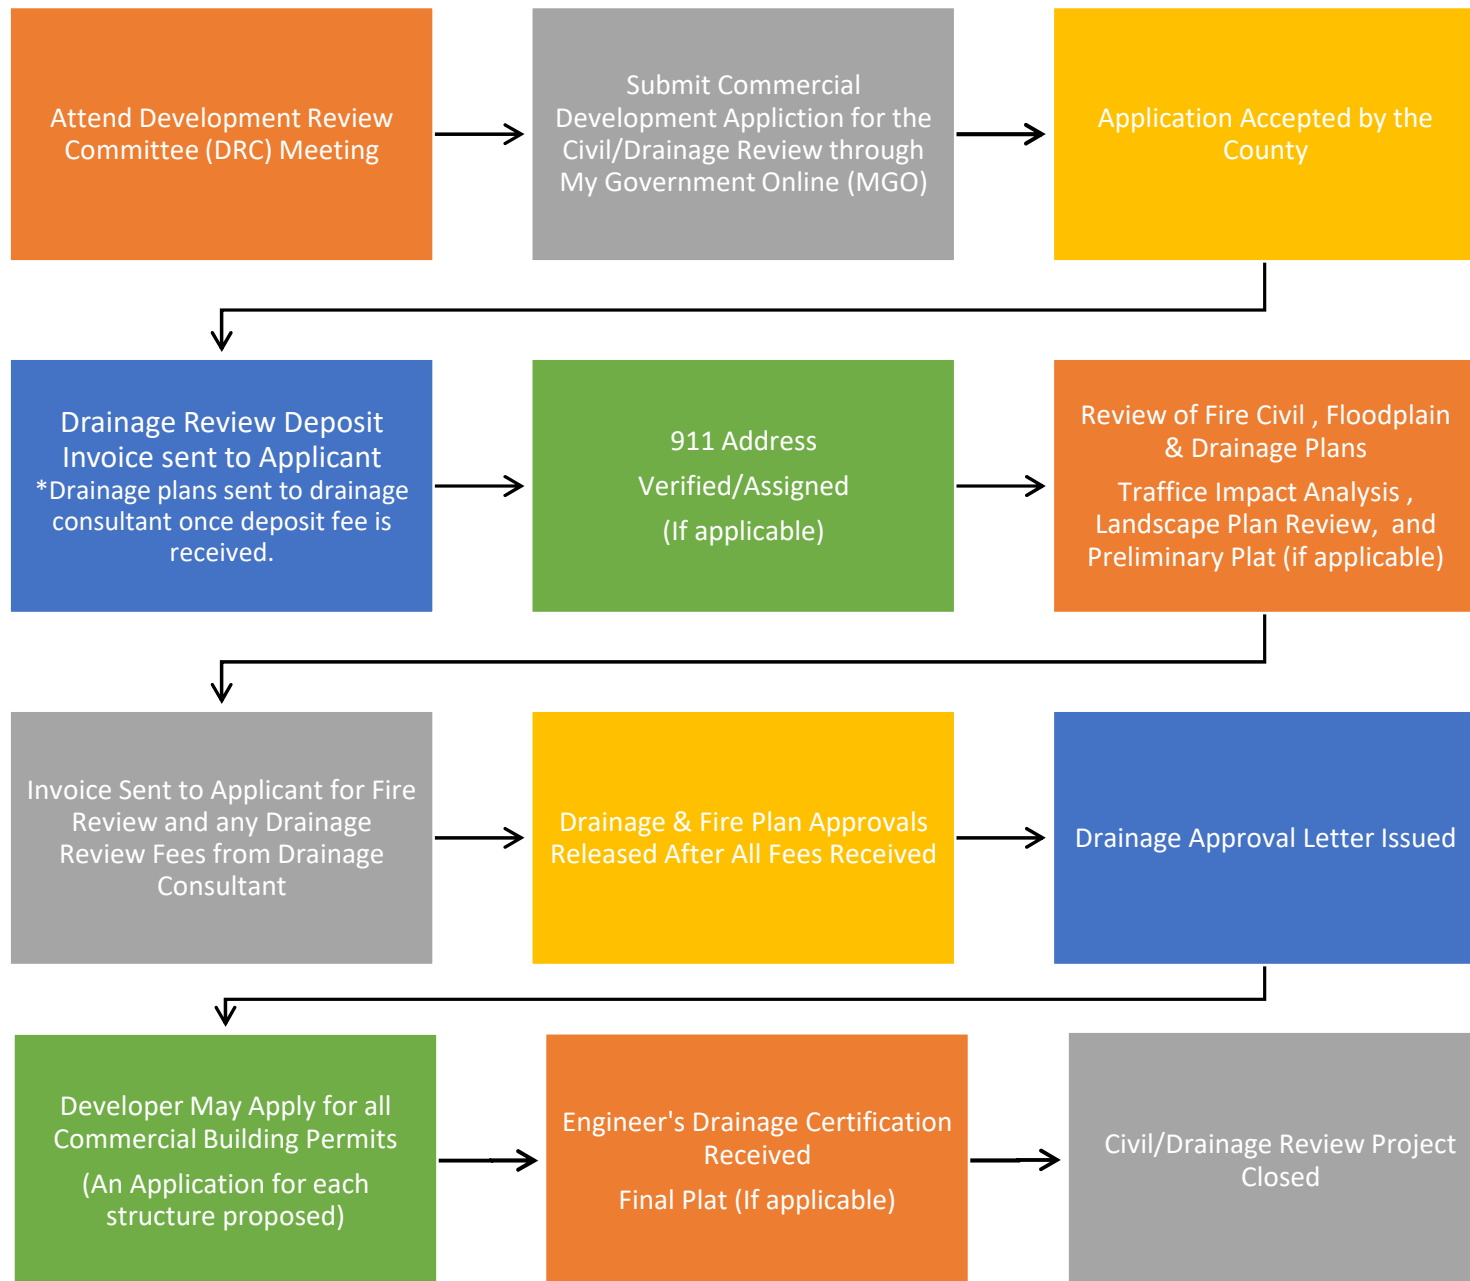 Attend Development Review
Committee (DRC) Meeting
Submit Commercial
Development Appliction for the
Civil/Drainage Review through
My Government Online (MGO)
Application Accepted by the
County
Drainage Review Deposit
Invoice sent to Applicant
*Drainage plans sent to drainage
consultant once deposit fee is
received.
911 Address
Verified/Assigned
(If applicable)
Review of Fire Civil , Floodplain
& Drainage Plans
Traffice Impact Analysis ,
Landscape Plan Review,  and
Preliminary Plat (if applicable)
Invoice Sent to Applicant for Fire
Review and any Drainage
Review Fees from Drainage
Consultant
Drainage & Fire Plan Approvals
Released After All Fees Received
Drainage Approval Letter Issued
Developer May Apply for all
Commercial Building Permits
(An Application for each
structure proposed)
Engineer's Drainage Certification
Received
Final Plat (If applicable)
Civil/Drainage Review Project
Closed